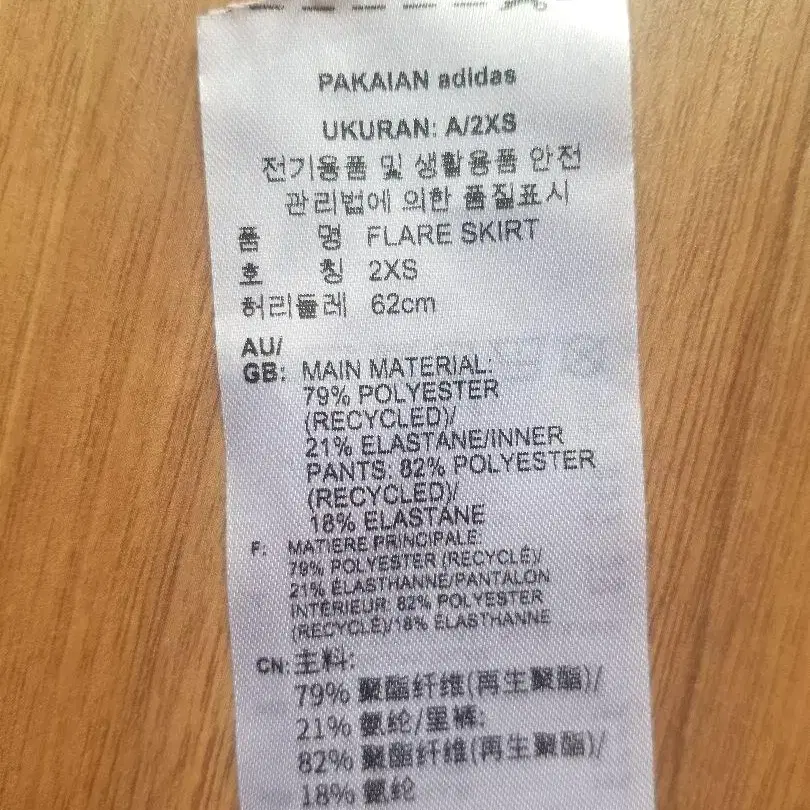 PAKAIAN adidas
UKURAN: A/2XS
전기용품 및 생활용품 안전
관리법에 의한 품질표시
품 명 FLARE SKIRT
호 칭 2XS
허리둘레 62cm
AU/
GB: MAIN MATERIAL:
79% POLYESTER
(RECYCLED)/
21% ELASTANE/INNER
PANTS: 82% POLYESTER
(RECYCLED)/
18% ELASTANE
F: MATIERE PRINCIPALE:
79% POLYESTER (RECYCLÉ)/
21% ÉLASTHANNE/PANTALON
INTÉRIEUR: 82% POLYESTER
(RECYCLÉ)/18% ÉLASTHANNE
CN: 主料:
79% 聚酯纤维(再生聚酯)/
21% 氨纶/里裤:
82% 聚酯纤维(再生聚酯)/
18% 氨纶